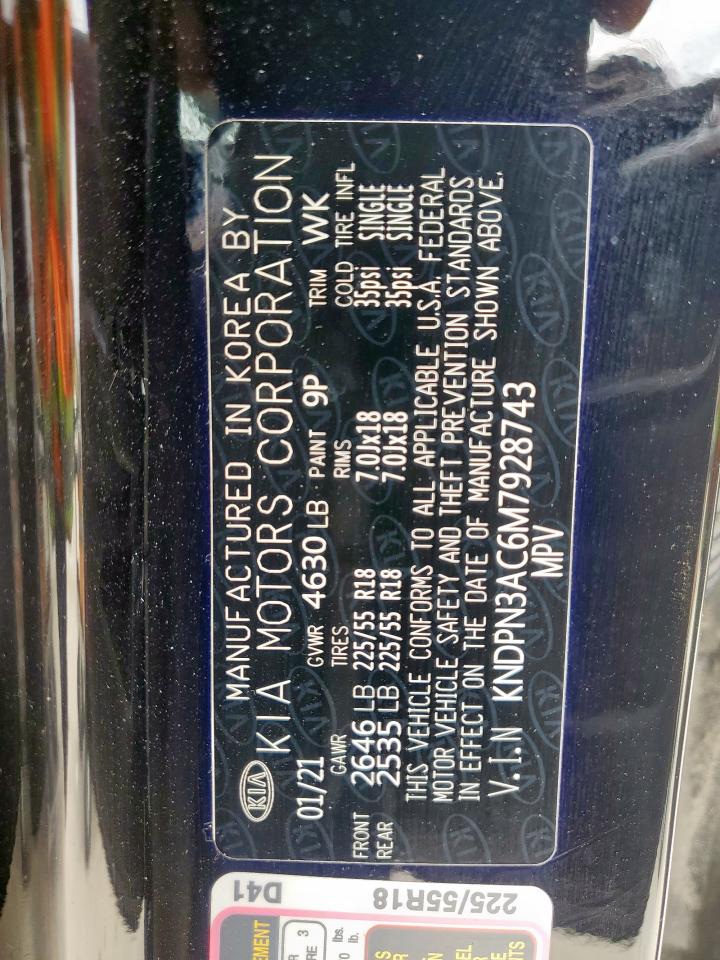 MANUFACTURED IN KOREA BY
KIA KIA MOTORS CORPORATION
01/21 GVWR 4630 LB PAINT 9P TRIM WK
GAWR TIRES RIMS COLD TIRE INFL
FRONT 2646 LB 225/55 R18 7.0Jx18 35psi SINGLE
REAR 2535 LB 225/55 R18 7.0Jx18 35psi SINGLE
THIS VEHICLE CONFORMS TO ALL APPLICABLE U.S.A. FEDERAL
MOTOR VEHICLE SAFETY AND THEFT PREVENTION STANDARDS
IN EFFECT ON THE DATE OF MANUFACTURE SHOWN ABOVE.
V.I.N KNDPN3AC6M7928743
MPV
D41
225/55R18